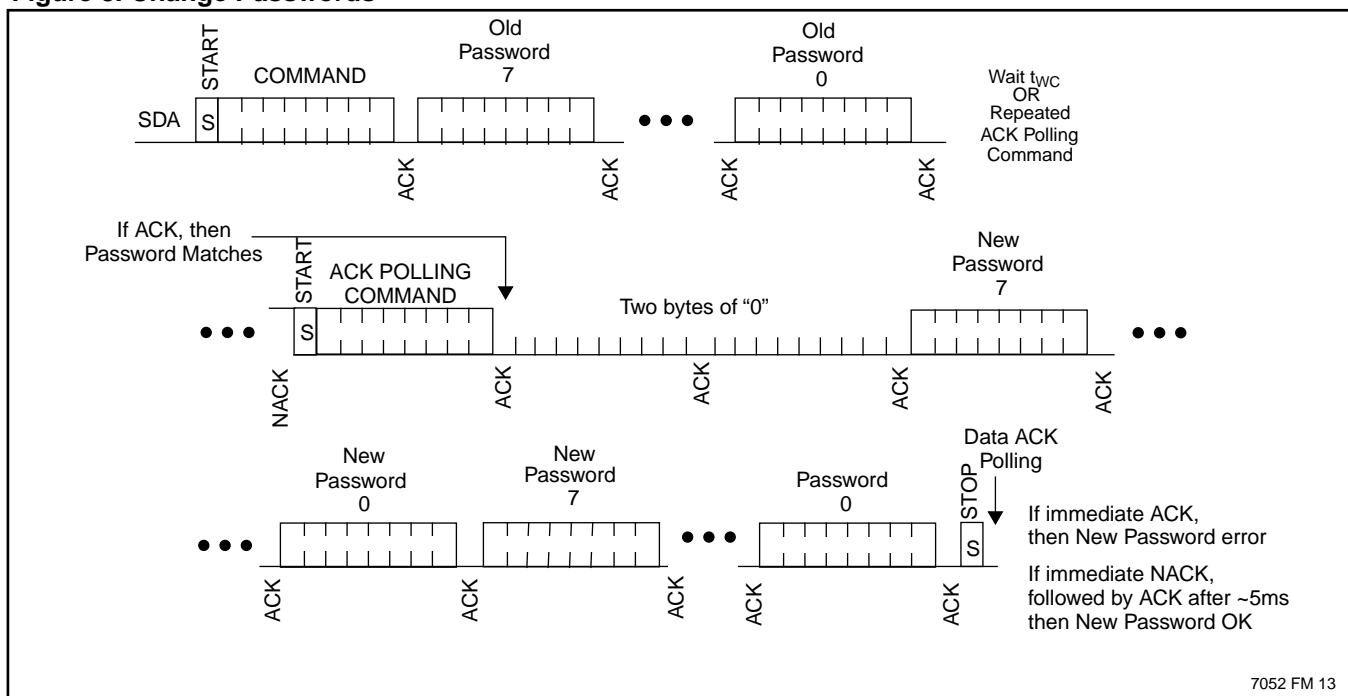 START
COMMAND
Old
Password
7
Old
Password
0
Wait tWC
OR
Repeated
ACK Polling
Command
SDA
S
ACK
ACK
ACK
ACK
If ACK, then
Password Matches
START
ACK POLLING
COMMAND
Two bytes of “0”
New
Password
7
S
NACK
ACK
ACK
ACK
ACK
New
Password
0
New
Password
7
Password
0
STOP
Data ACK
Polling
S
If immediate ACK,
then New Password error
If immediate NACK,
followed by ACK after ~5ms
then New Password OK
ACK
ACK
ACK
ACK
ACK
7052 FM 13